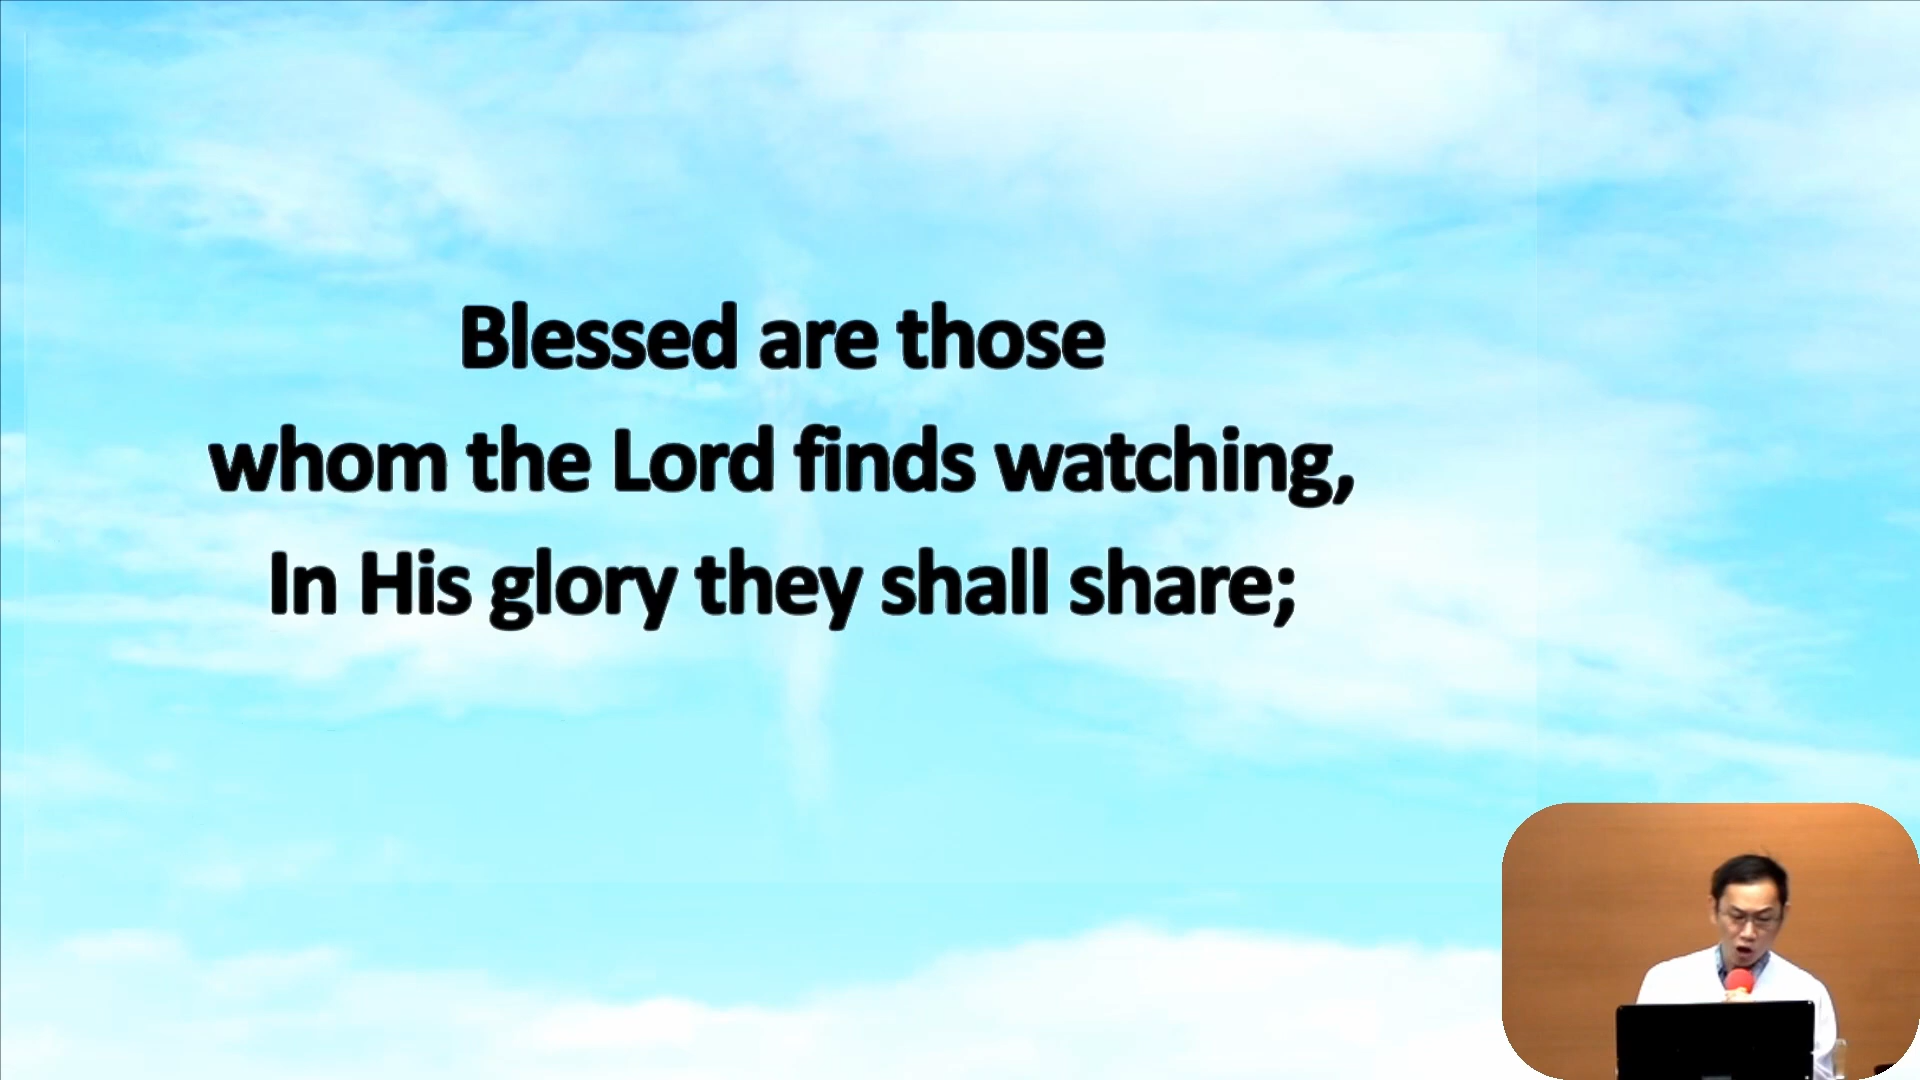 Blessed are those
whom the Lord finds watching,
In His glory they shall share;